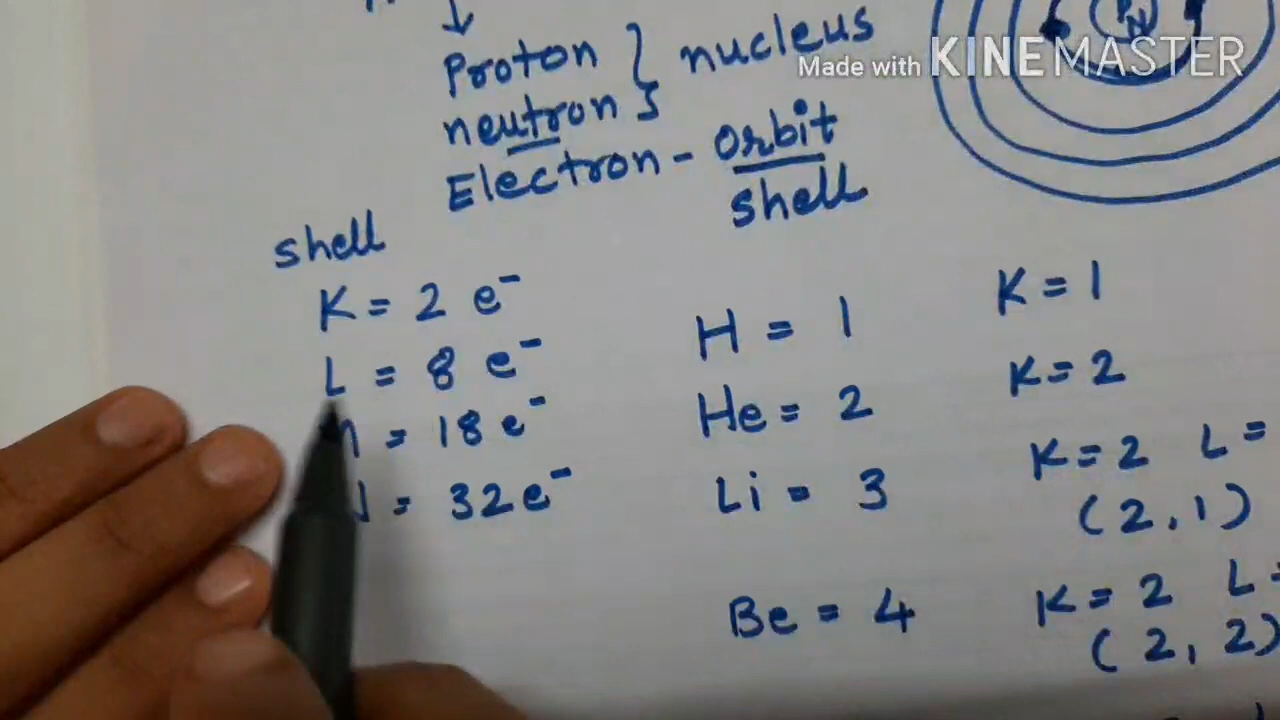 Proton } nucleus
neutron
Electron - orbit
shell
Made with KINEMASTER
P
N
shell
K = 2 e⁻
L = 8 e⁻
= 18 e⁻
= 32 e⁻
H = 1 K = 1
He = 2 K = 2
Li = 3 K = 2 L =
(2, 1)
Be = 4 K = 2 L =
(2, 2)